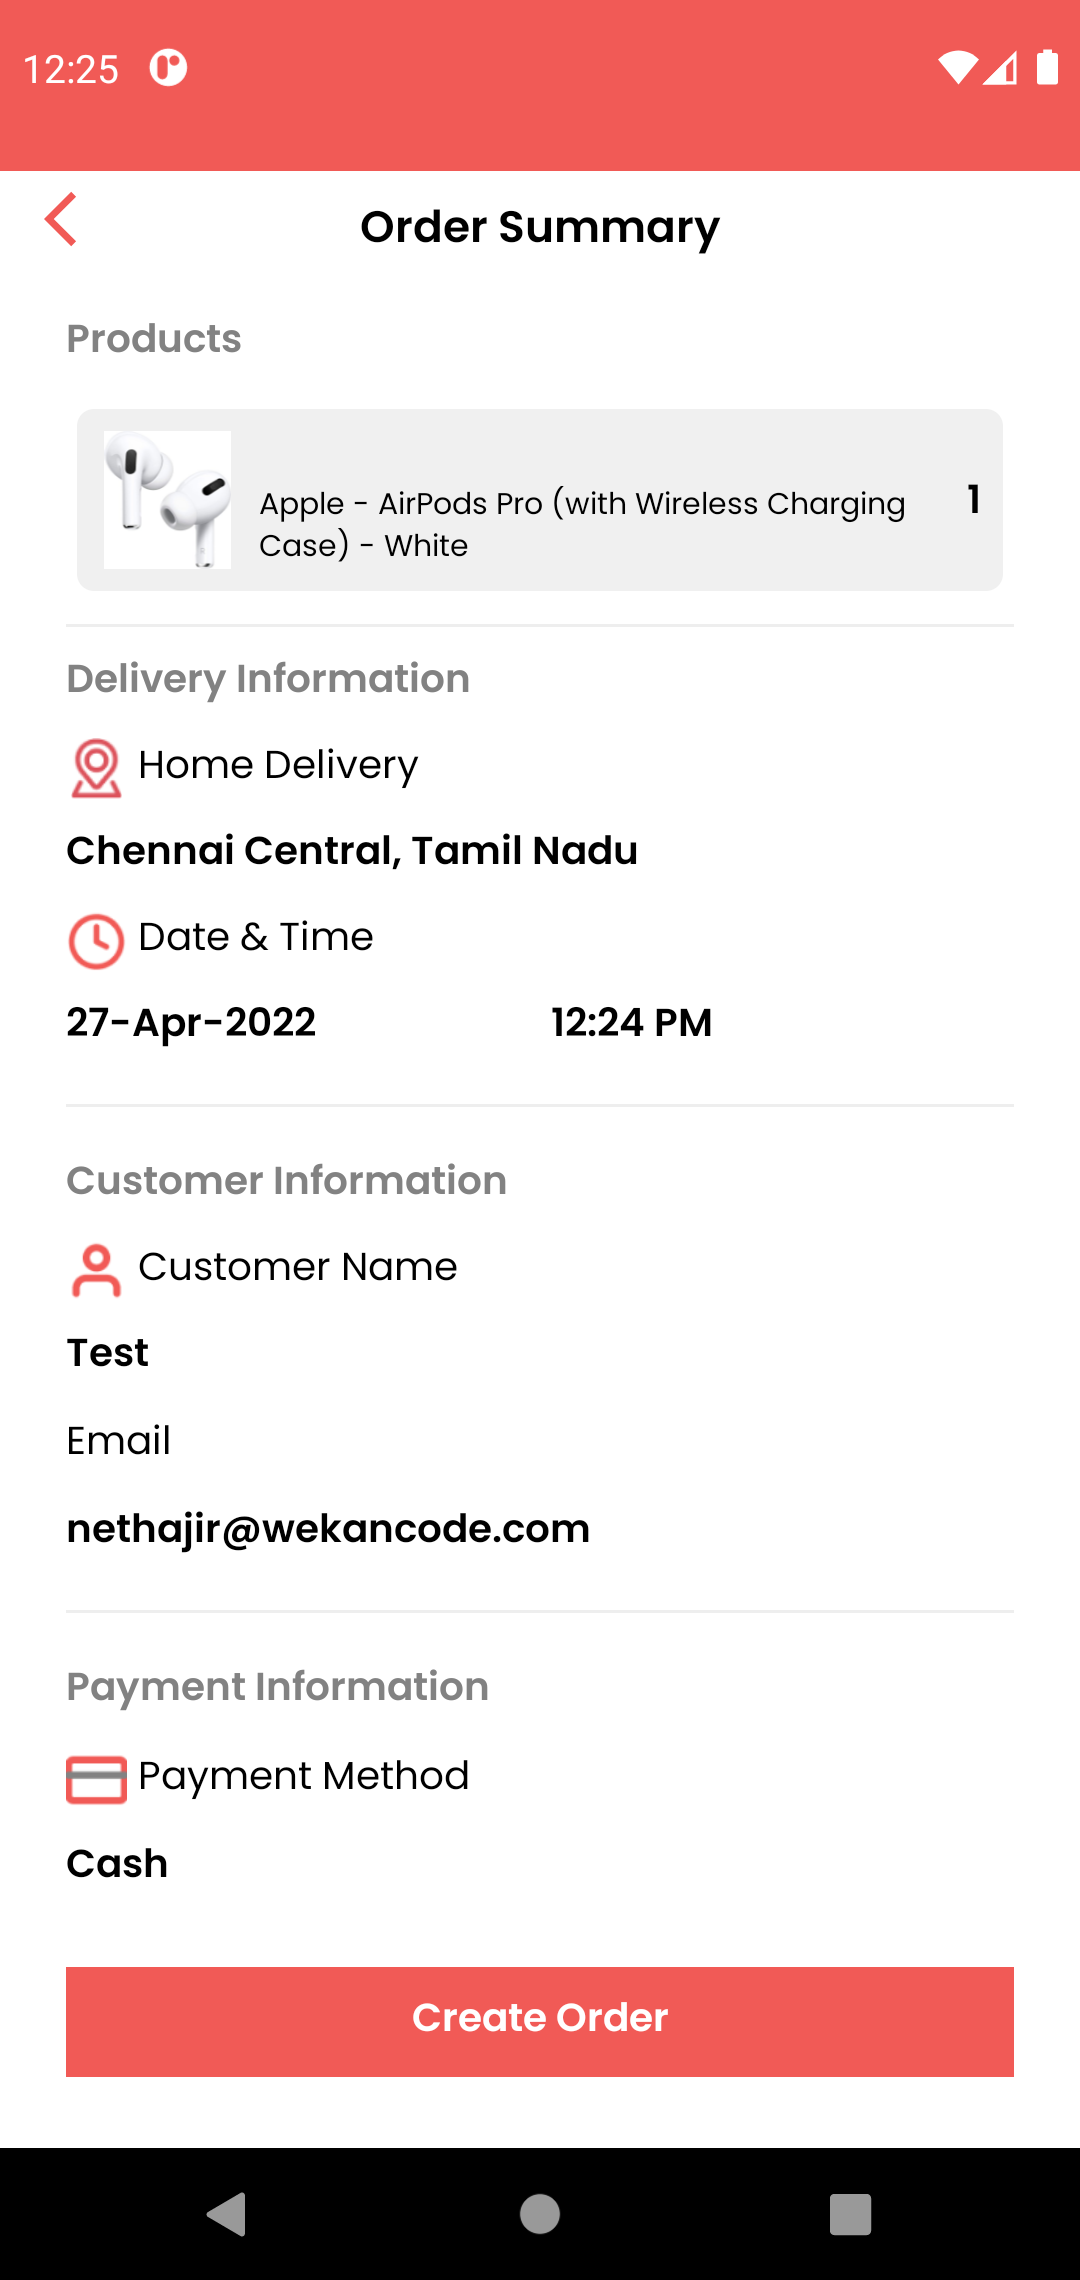 12:25
Order Summary
Products
Apple - AirPods Pro (with Wireless Charging
Case) - White
1
Delivery Information
Home Delivery
Chennai Central, Tamil Nadu
Date & Time
27-Apr-2022 12:24 PM
Customer Information
Customer Name
Test
Email
nethajir@wekancode.com
Payment Information
Payment Method
Cash
Create Order